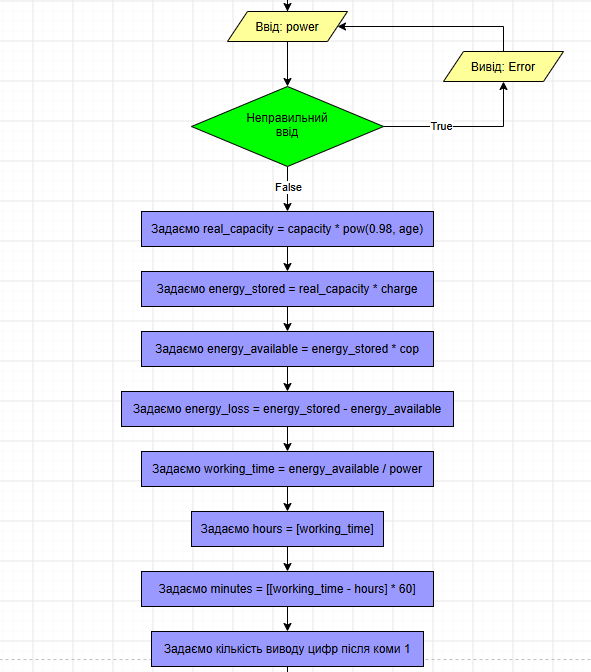 Ввід: power
Вивід: Error
Неправильний
ввід
True
False
Задаємо real_capacity = capacity * pow(0.98, age)
Задаємо energy_stored = real_capacity * charge
Задаємо energy_available = energy_stored * cop
Задаємо energy_loss = energy_stored - energy_available
Задаємо working_time = energy_available / power
Задаємо hours = [working_time]
Задаємо minutes = [[working_time - hours] * 60]
Задаємо кількість виводу цифр після коми 1